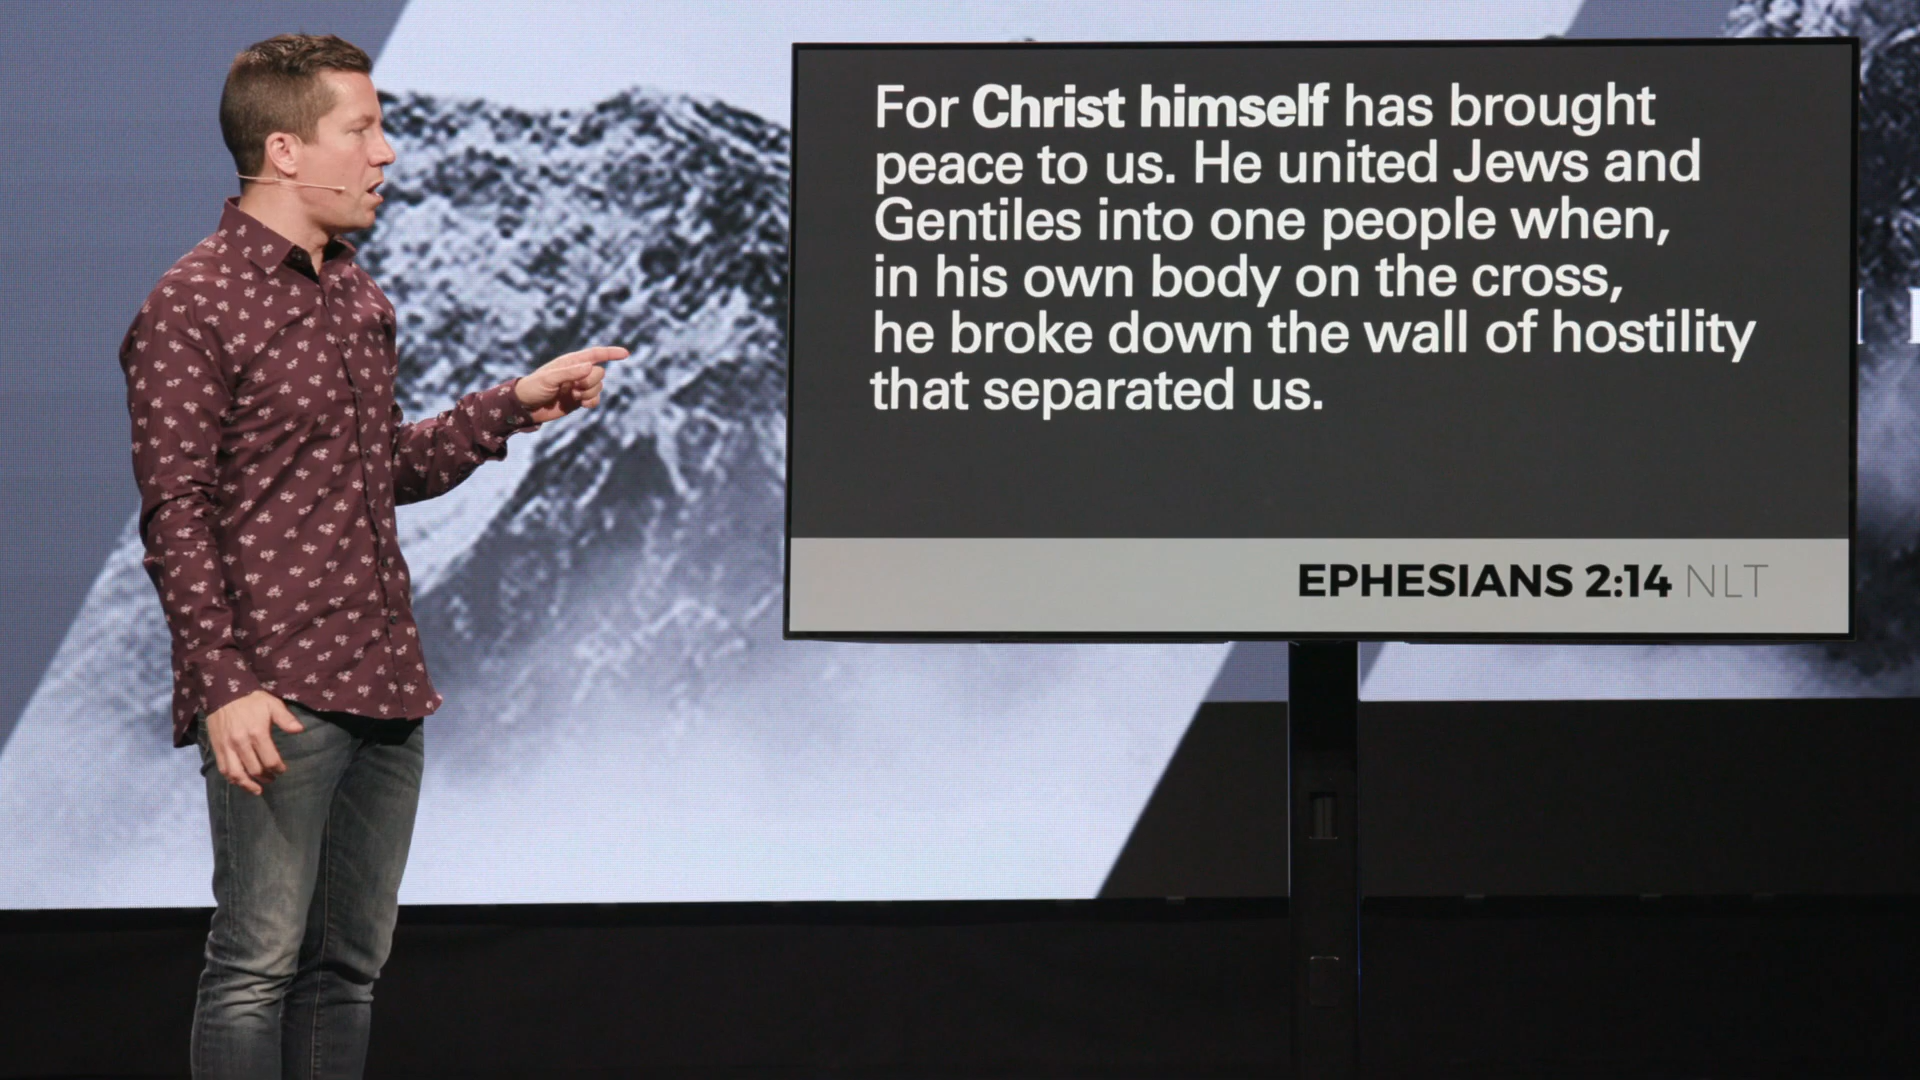 For Christ himself has brought
peace to us. He united Jews and
Gentiles into one people when,
in his own body on the cross,
he broke down the wall of hostility
that separated us.
EPHESIANS 2:14 NLT